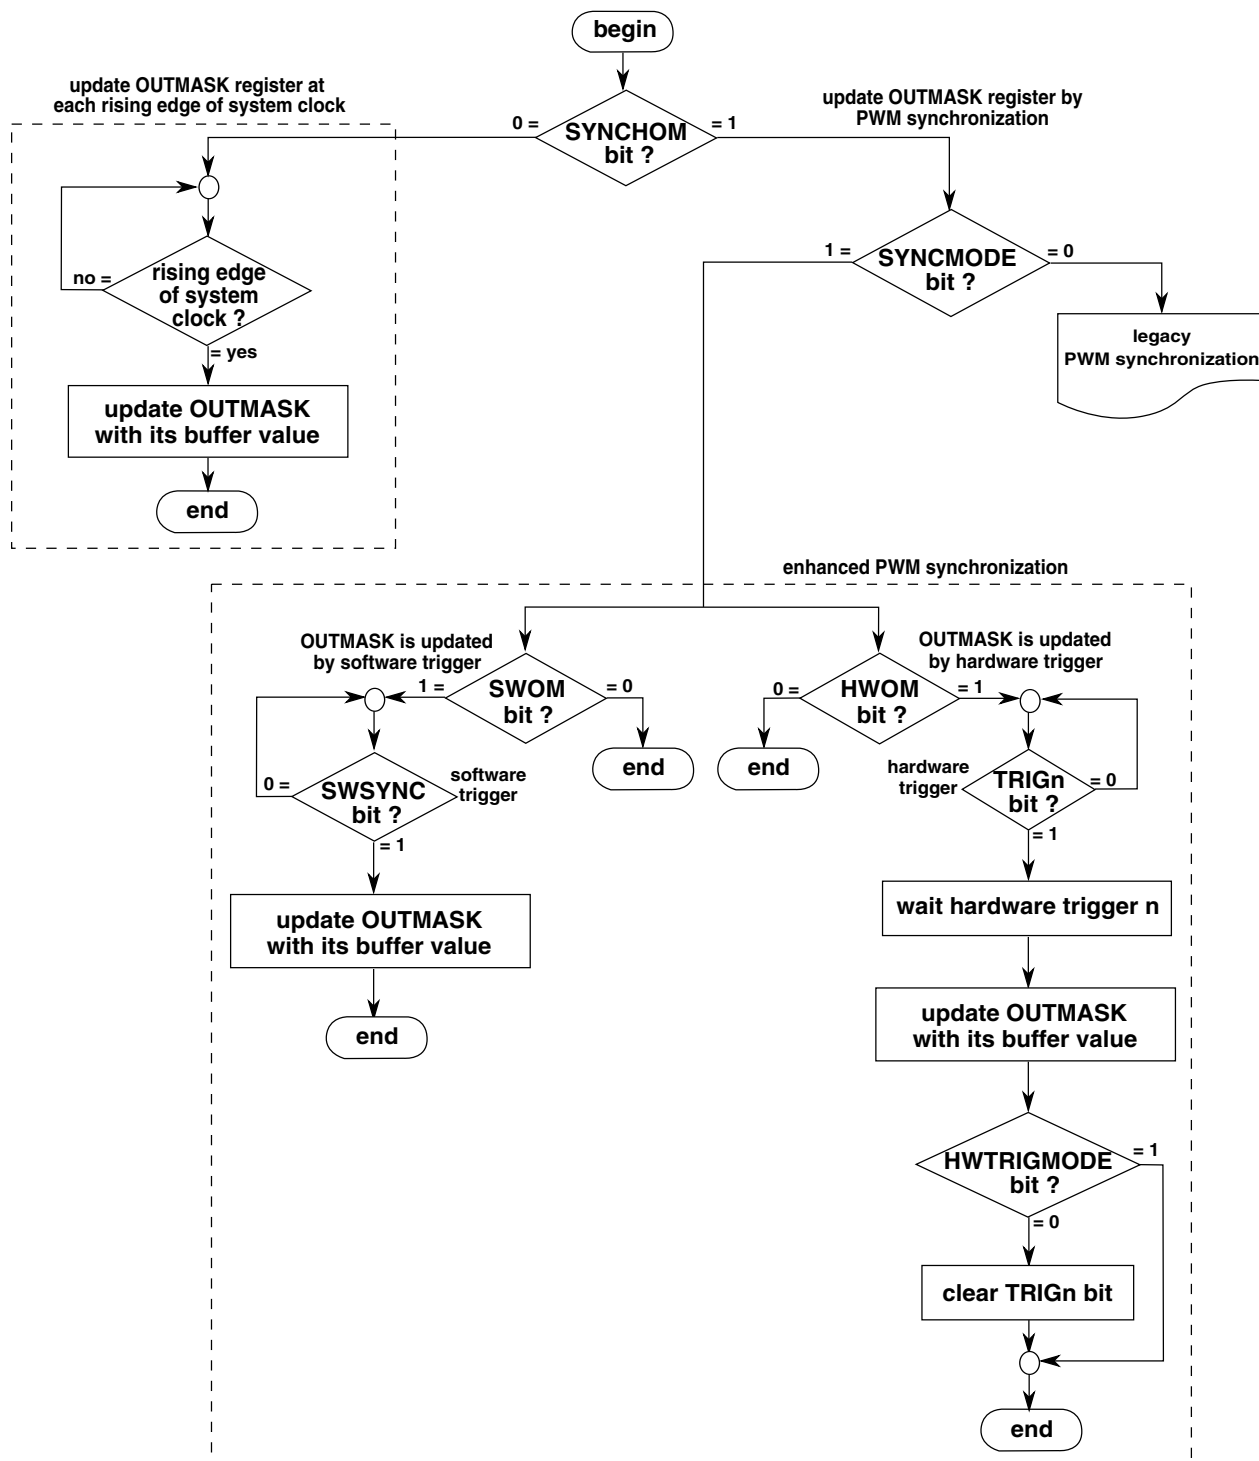 begin
update OUTMASK register at
each rising edge of system clock
update OUTMASK register by
PWM synchronization
0 =
SYNCHOM
bit ?
= 1
1 =
SYNCMODE
bit ?
= 0
no =
rising edge
of system
clock ?
= yes
legacy
PWM synchronization
update OUTMASK
with its buffer value
end
enhanced PWM synchronization
OUTMASK is updated
by software trigger
OUTMASK is updated
by hardware trigger
1 =
SWOM
bit ?
= 0
0 =
HWOM
bit ?
= 1
end
end
0 =
SWSYNC
bit ?
software
trigger
= 1
hardware
trigger
TRIGn
bit ?
= 0
= 1
update OUTMASK
with its buffer value
end
wait hardware trigger n
update OUTMASK
with its buffer value
HWTRIGMODE
bit ?
= 1
= 0
clear TRIGn bit
end